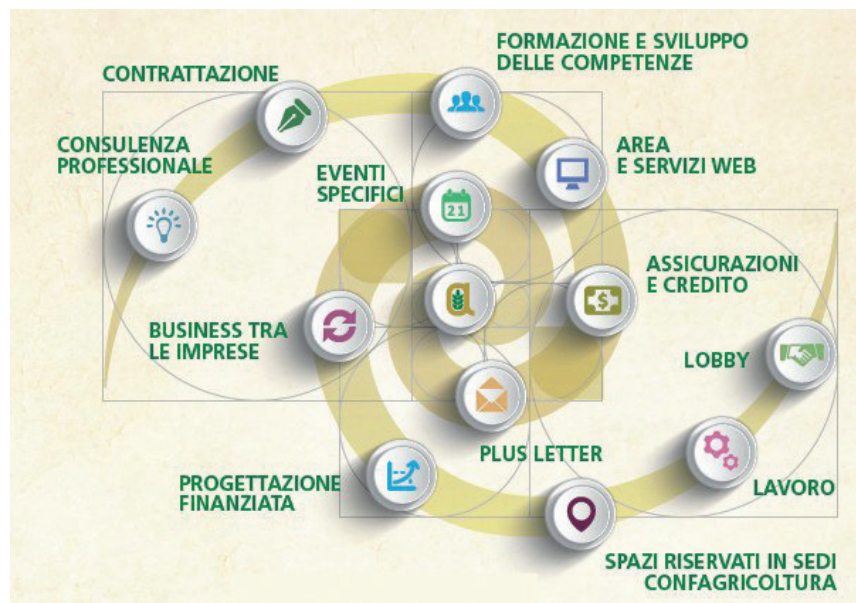 FORMAZIONE E SVILUPPO
DELLE COMPETENZE
CONTRATTAZIONE
CONSULENZA
PROFESSIONALE
AREA
E SERVIZI WEB
EVENTI
SPECIFICI
21
ASSICURAZIONI
E CREDITO
$
BUSINESS TRA
LE IMPRESE
LOBBY
PLUS LETTER
PROGETTAZIONE
FINANZIATA
LAVORO
SPAZI RISERVATI IN SEDI
CONFAGRICOLTURA